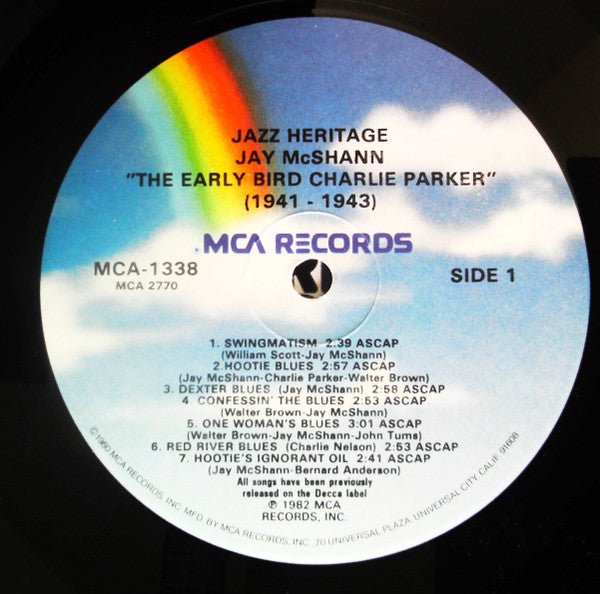 JAZZ HERITAGE
JAY McSHANN
"THE EARLY BIRD CHARLIE PARKER"
(1941 - 1943)
MCA RECORDS
MCA-1338
MCA 2770
SIDE 1
1. SWINGMATISM 2:39 ASCAP
(William Scott-Jay McShann)
2.HOOTIE BLUES 2:57 ASCAP
(Jay McShann-Charlie Parker-Walter Brown)
3. DEXTER BLUES (Jay McShann) 2:58 ASCAP
4. CONFESSIN' THE BLUES 2:53 ASCAP
(Walter Brown-Jay McShann)
5. ONE WOMAN'S BLUES 3:01 ASCAP
(Walter Brown-Jay McShann-John Tums)
6. RED RIVER BLUES (Charlie Nelson) 2:53 ASCAP
7. HOOTIE'S IGNORANT OIL 2:41 ASCAP
(Jay McShann-Bernard Anderson)
All songs have been previously
released on the Decca label
℗ 1982 MCA
RECORDS, INC.
©1980 MCA RECORDS, INC. MFD. BY MCA RECORDS, INC., 70 UNIVERSAL PLAZA, UNIVERSAL CITY, CALIF. 91608